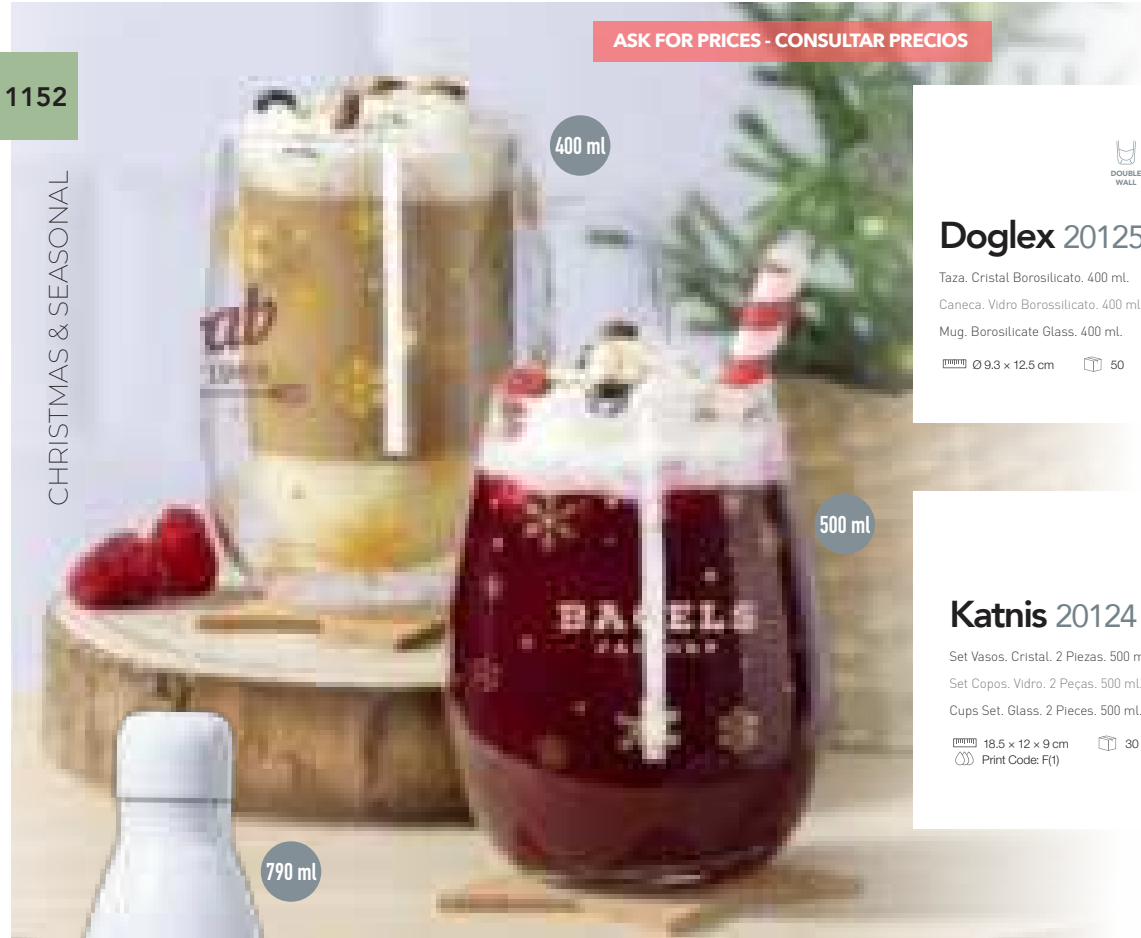 ASK FOR PRICES - CONSULTAR PRECIOS
1152
CHRISTMAS & SEASONAL
400 ml
DOUBLE
WALL
Doglex 20125
Taza. Cristal Borosilicato. 400 ml.
Caneca. Vidro Borossilicato. 400 ml
Mug. Borosilicate Glass. 400 ml.
Ø 9.3 x 12.5 cm 50
500 ml
BAGELS
FACTORY
Katnis 20124
Set Vasos. Cristal. 2 Piezas. 500 m
Set Copos. Vidro. 2 Peças. 500 ml.
Cups Set. Glass. 2 Pieces. 500 ml.
18.5 x 12 x 9 cm 30
Print Code: F(1)
790 ml